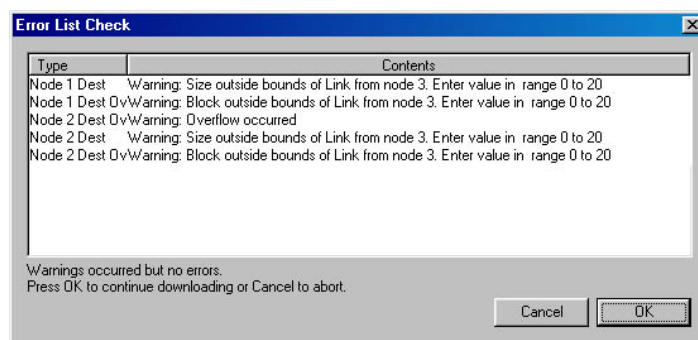 Error List Check
Type Contents
Node 1 Dest Warning: Size outside bounds of Link from node 3. Enter value in range 0 to 20
Node 1 Dest Ov Warning: Block outside bounds of Link from node 3. Enter value in range 0 to 20
Node 2 Dest Ov Warning: Overflow occurred
Node 2 Dest Warning: Size outside bounds of Link from node 3. Enter value in range 0 to 20
Node 2 Dest Ov Warning: Block outside bounds of Link from node 3. Enter value in range 0 to 20
Warnings occurred but no errors.
Press OK to continue downloading or Cancel to abort.
Cancel OK